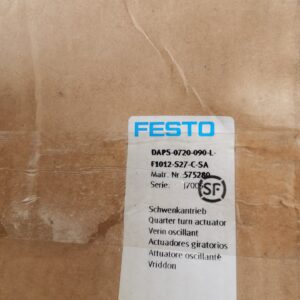 FESTO
DAPS-0720-090-L-
F1012-S27-C-SA
Matr. Nr.:
Serie:
SF
Schwenkantrieb
Quarter turn actuator
Verin oscillant
Actuadores giratorios
Attuatore oscillante
Vriddon